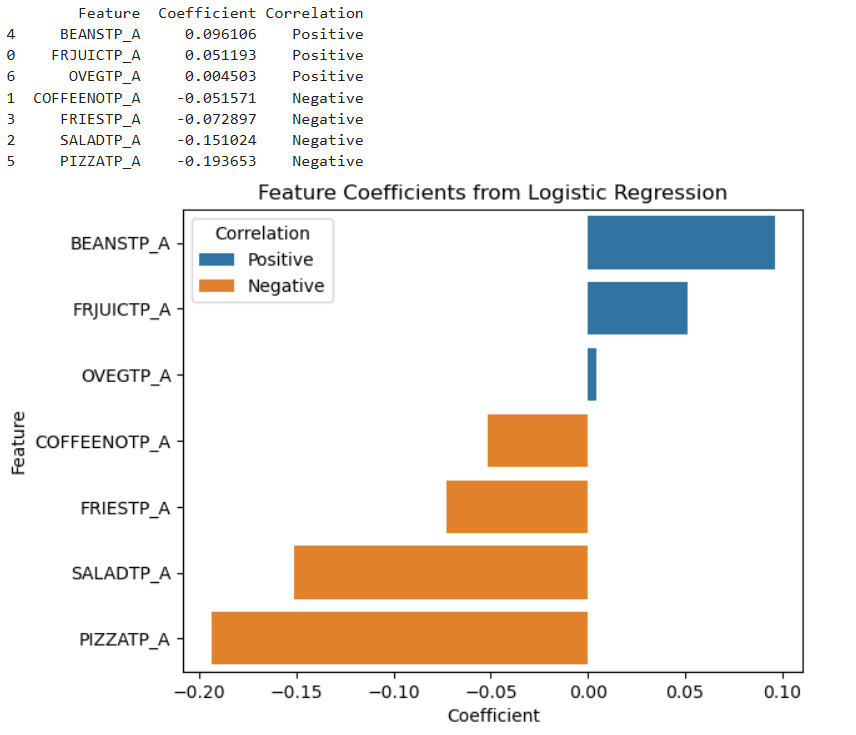 Feature  Coefficient Correlation
4      BEANSTP_A     0.096106    Positive
0     FRJUICTP_A     0.051193    Positive
6       OVEGTP_A     0.004503    Positive
1  COFFEENOTP_A    -0.051571    Negative
3      FRIESTP_A    -0.072897    Negative
2      SALADTP_A    -0.151024    Negative
5      PIZZATP_A    -0.193653    Negative
Feature Coefficients from Logistic Regression
Correlation
Positive
Negative
BEANSTP_A
FRJUICTP_A
OVEGTP_A
COFFEENOTP_A
FRIESTP_A
SALADTP_A
PIZZATP_A
Feature
−0.20 −0.15 −0.10 −0.05 0.00 0.05 0.10
Coefficient